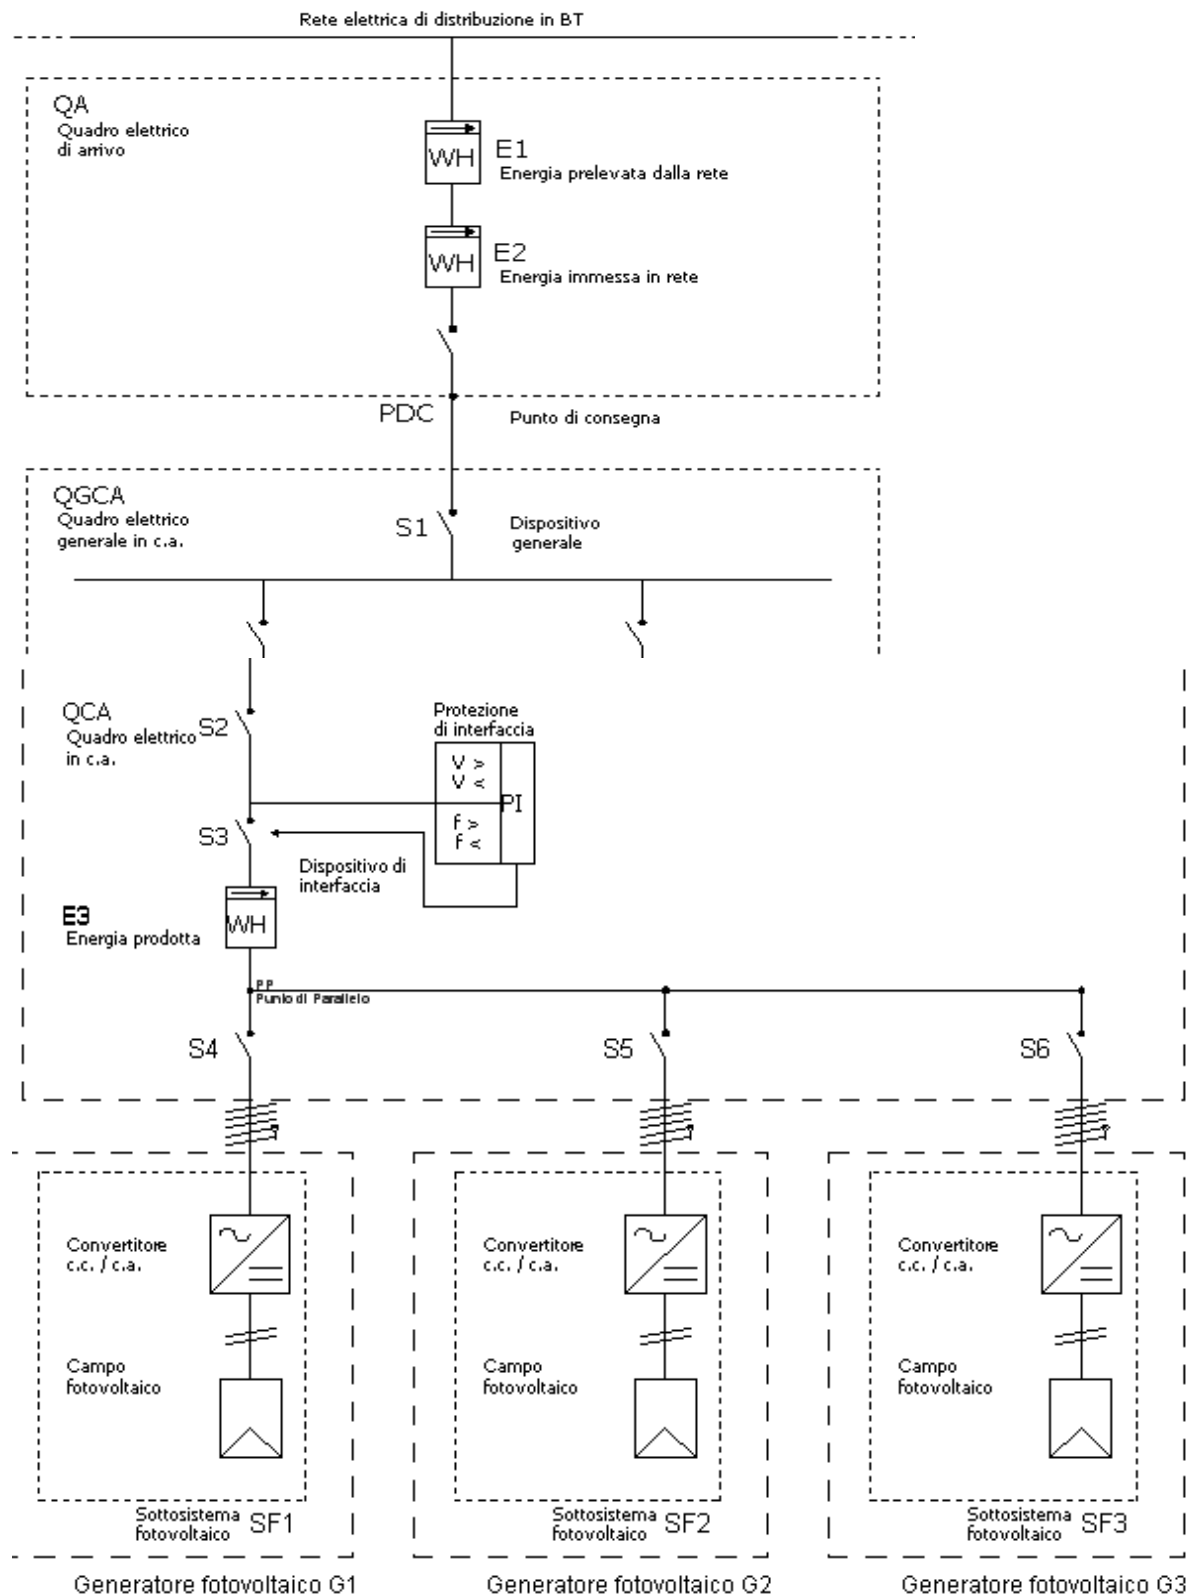 Rete elettrica di distribuzione in BT
QA
Quadro elettrico
di arrivo
WH
E1
Energia prelevata dalla rete
WH
E2
Energia immessa in rete
PDC
Punto di consegna
QGCA
Quadro elettrico
generale in c.a.
S1
Dispositivo
generale
QCA
Quadro elettrico
in c.a.
S2
Protezione
di interfaccia
V >
V <
PI
f >
f <
S3
Dispositivo di
interfaccia
E3
Energia prodotta
WH
PP
Punto di Parallelo
S4
S5
S6
Convertitore
c.c. / c.a.
Convertitore
c.c. / c.a.
Convertitore
c.c. / c.a.
Campo
fotovoltaico
Campo
fotovoltaico
Campo
fotovoltaico
Sottosistema
fotovoltaico
SF1
Sottosistema
fotovoltaico
SF2
Sottosistema
fotovoltaico
SF3
Generatore fotovoltaico G1
Generatore fotovoltaico G2
Generatore fotovoltaico G3